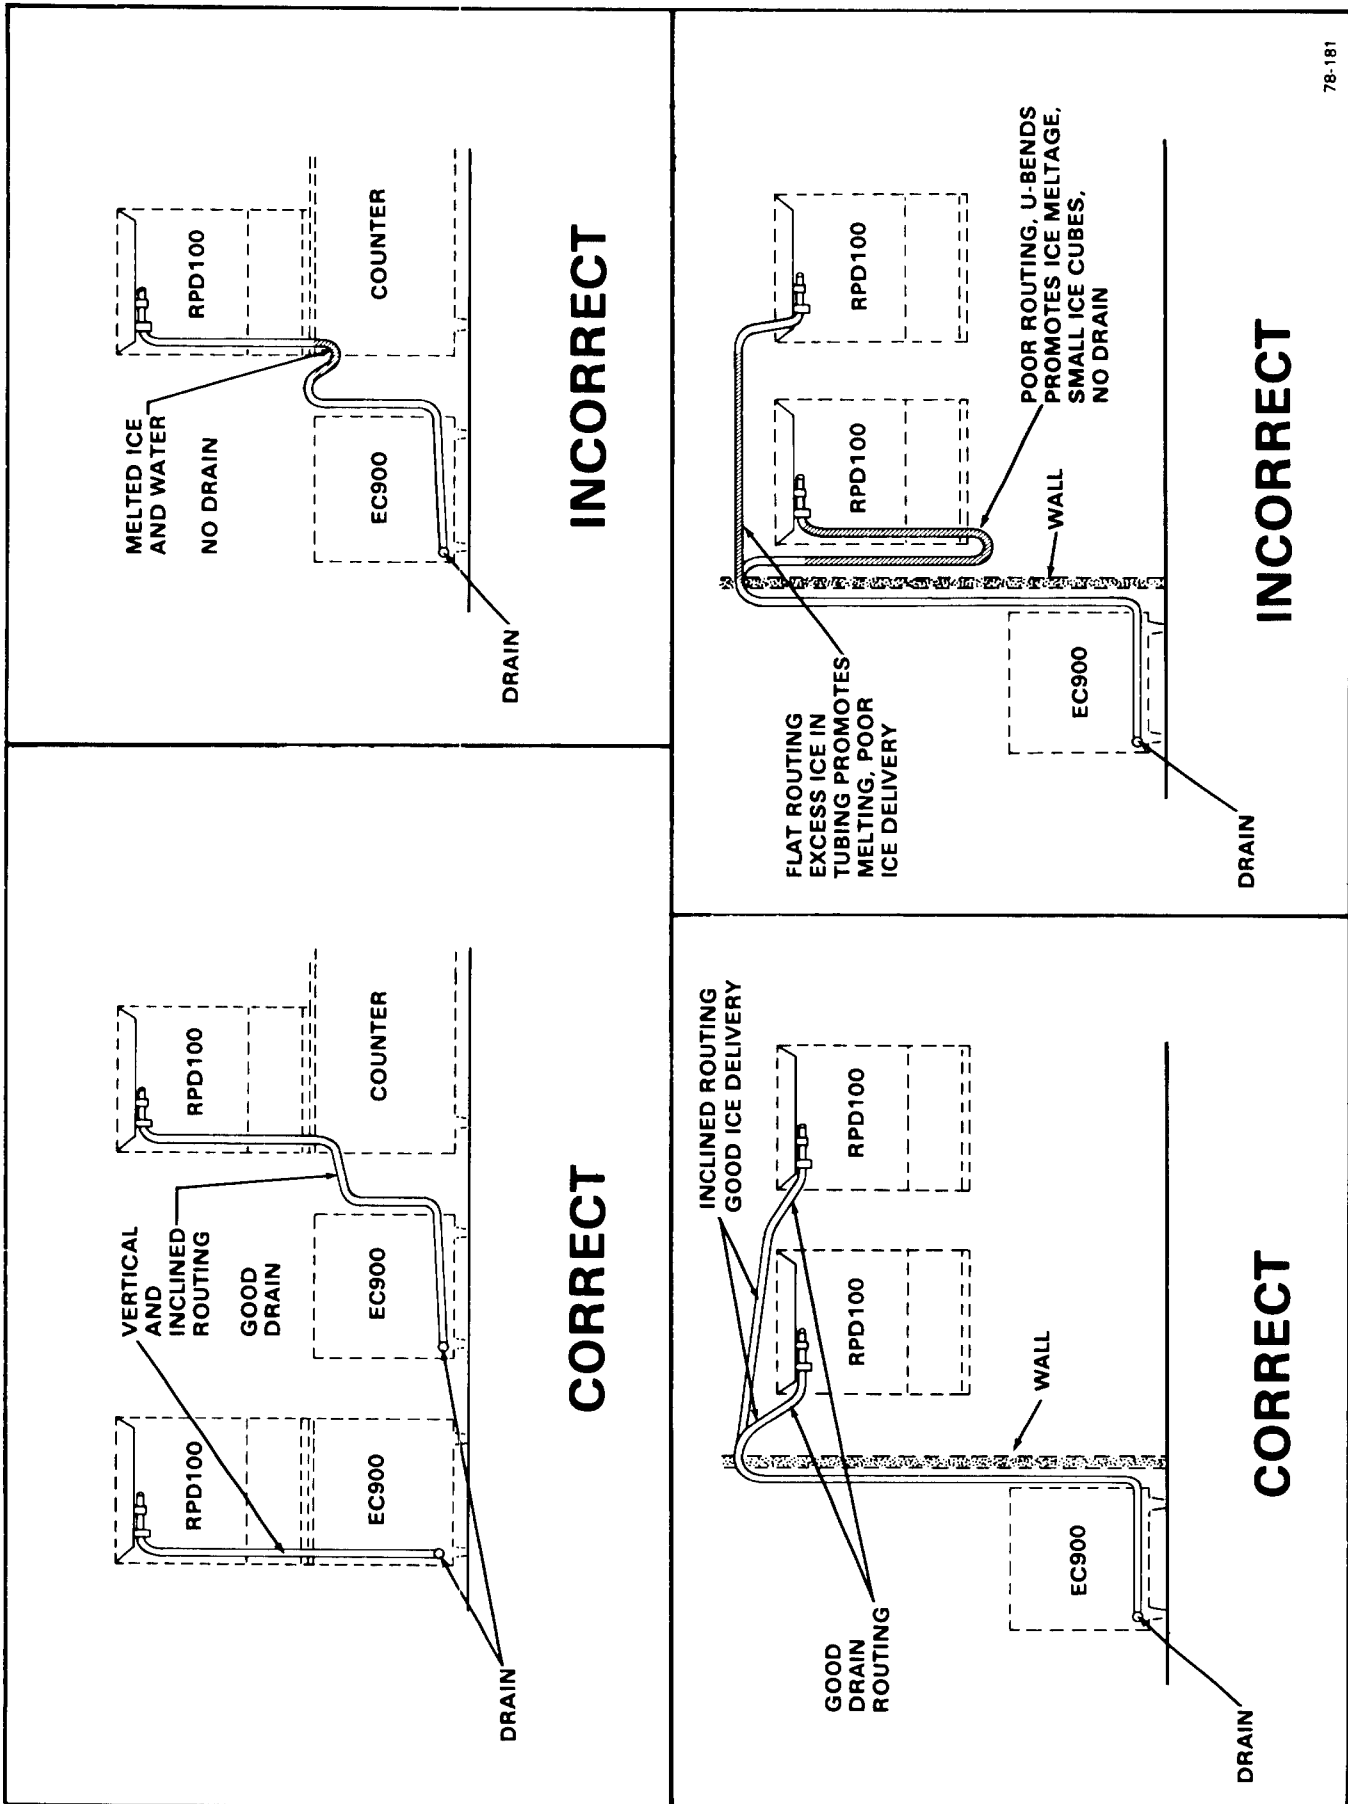 VERTICAL
AND
INCLINED
ROUTING
GOOD
DRAIN
RPD100
EC900
RPD100
EC900
COUNTER
DRAIN
CORRECT
MELTED ICE
AND WATER
NO DRAIN
RPD100
EC900
COUNTER
DRAIN
INCORRECT
INCLINED ROUTING
GOOD ICE DELIVERY
GOOD
DRAIN
ROUTING
RPD100
RPD100
WALL
EC900
DRAIN
CORRECT
FLAT ROUTING
EXCESS ICE IN
TUBING PROMOTES
MELTING, POOR
ICE DELIVERY
RPD100
RPD100
POOR ROUTING, U-BENDS
PROMOTES ICE MELTAGE,
SMALL ICE CUBES,
NO DRAIN
WALL
EC900
DRAIN
INCORRECT
78-181